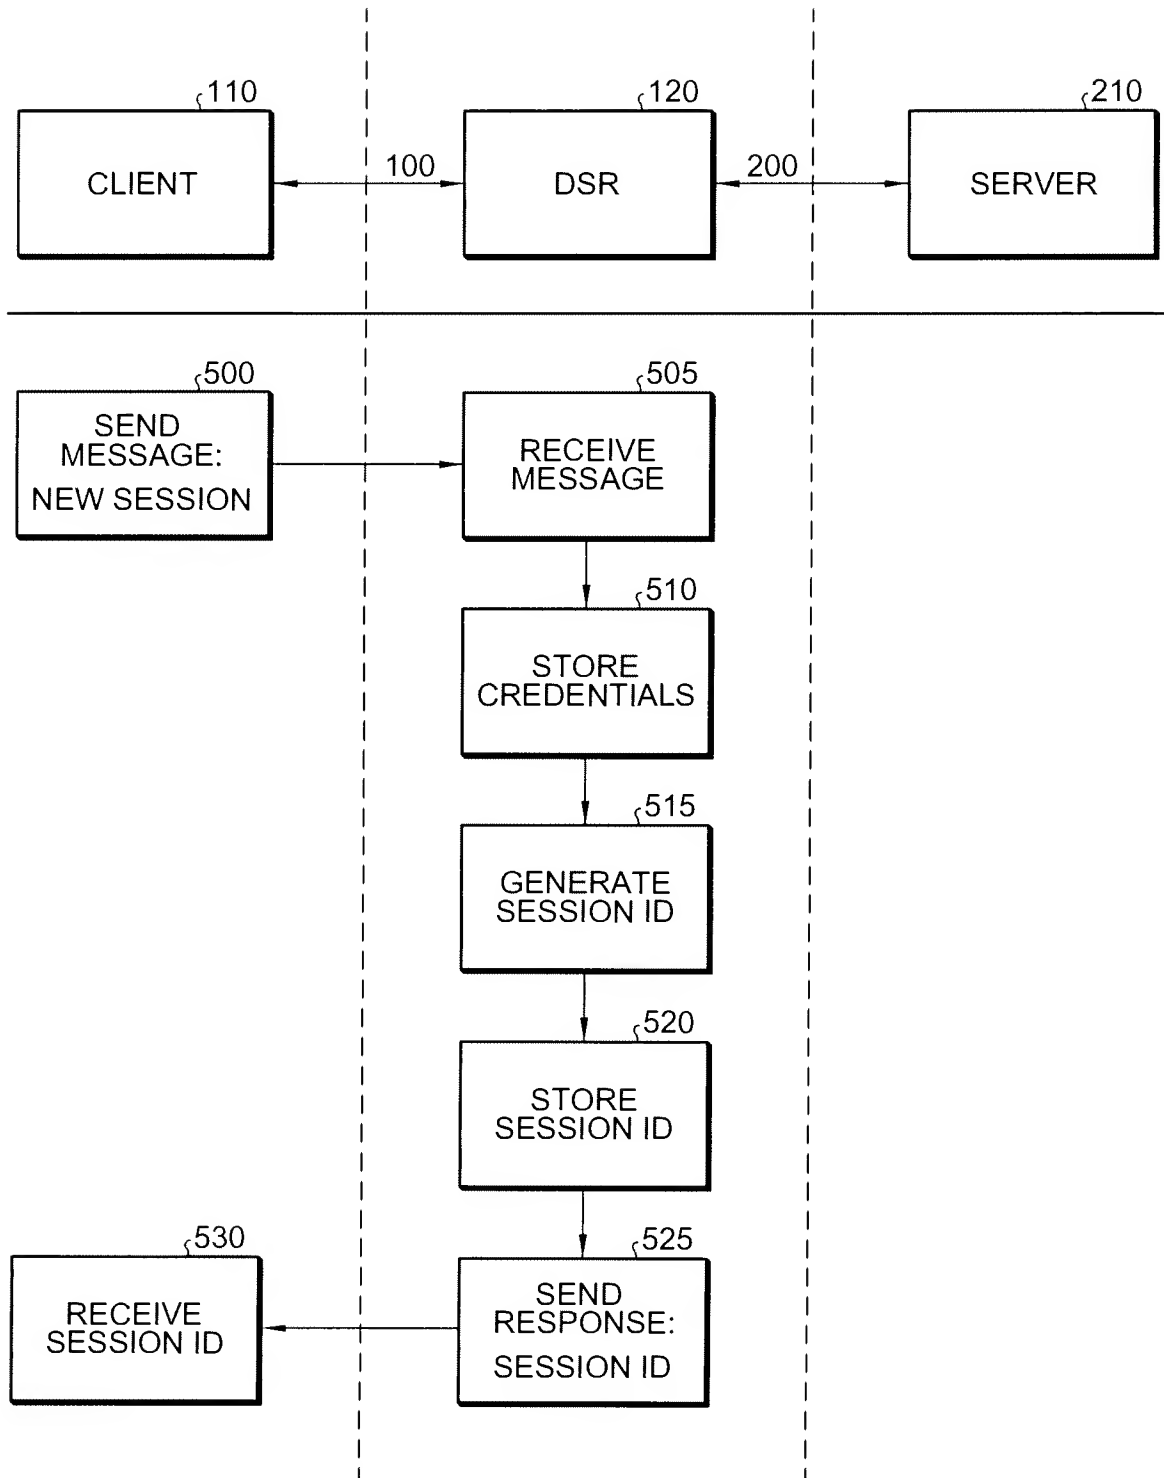 110
120
210
CLIENT
100
DSR
200
SERVER
500
505
SEND
MESSAGE:
NEW SESSION
RECEIVE
MESSAGE
510
STORE
CREDENTIALS
515
GENERATE
SESSION ID
520
STORE
SESSION ID
530
525
RECEIVE
SESSION ID
SEND
RESPONSE:
SESSION ID